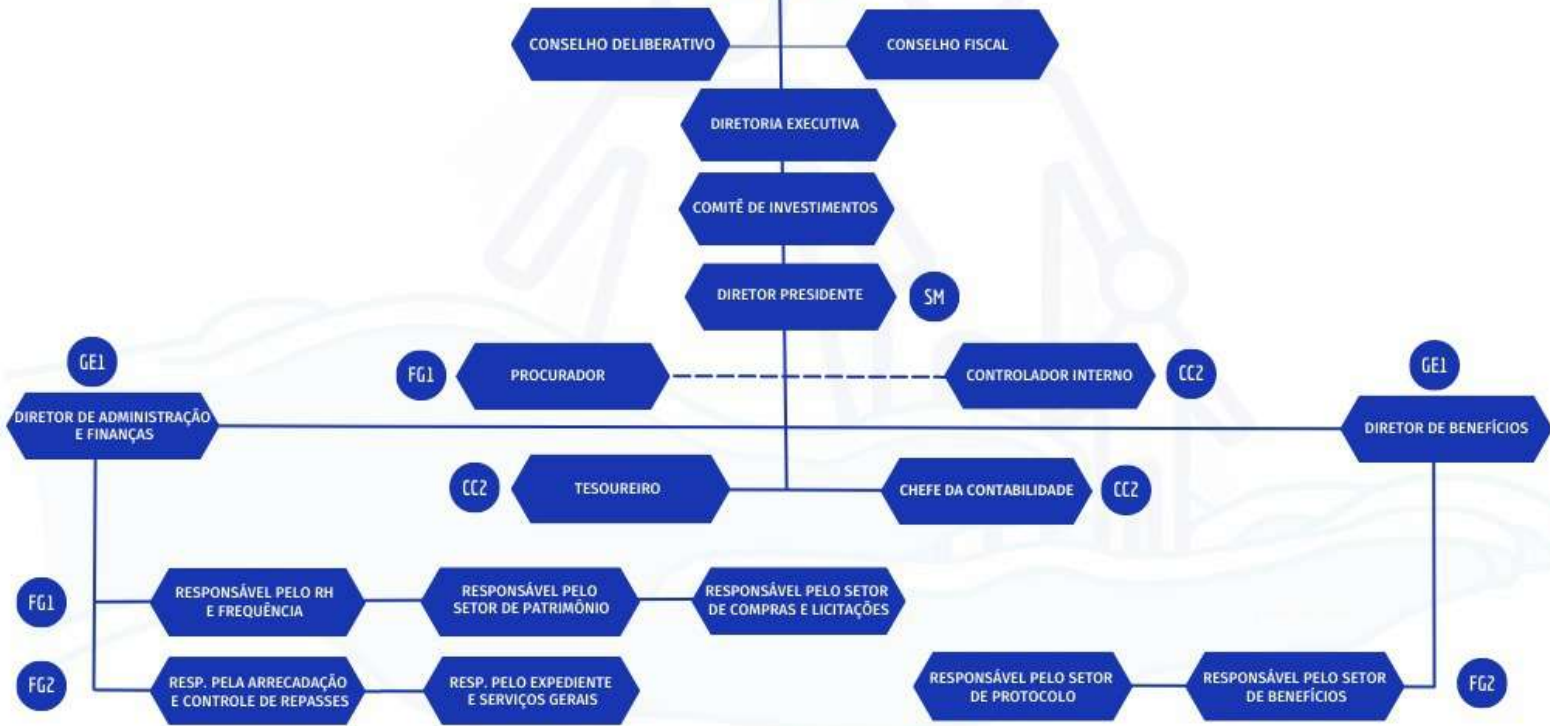 CONSELHO DELIBERATIVO
CONSELHO FISCAL
DIRETORIA EXECUTIVA
COMITÊ DE INVESTIMENTOS
DIRETOR PRESIDENTE
SM
GE1
FG1
PROCURADOR
CONTROLADOR INTERNO
CC2
GE1
DIRETOR DE ADMINISTRAÇÃO
E FINANÇAS
DIRETOR DE BENEFÍCIOS
CC2
TESOUREIRO
CHEFE DA CONTABILIDADE
CC2
FG1
RESPONSÁVEL PELO RH
E FREQUÊNCIA
RESPONSÁVEL PELO
SETOR DE PATRIMÔNIO
RESPONSÁVEL PELO SETOR
DE COMPRAS E LICITAÇÕES
FG2
RESP. PELA ARRECADAÇÃO
E CONTROLE DE REPASSES
RESP. PELO EXPEDIENTE
E SERVIÇOS GERAIS
RESPONSÁVEL PELO SETOR
DE PROTOCOLO
RESPONSÁVEL PELO SETOR
DE BENEFÍCIOS
FG2